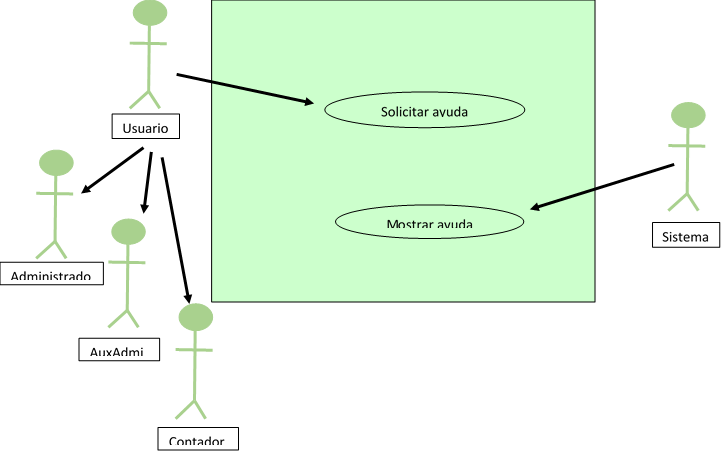 Usuario
Solicitar ayuda
Sistema
Mostrar ayuda
Administrado
AuxAdmi
Contador